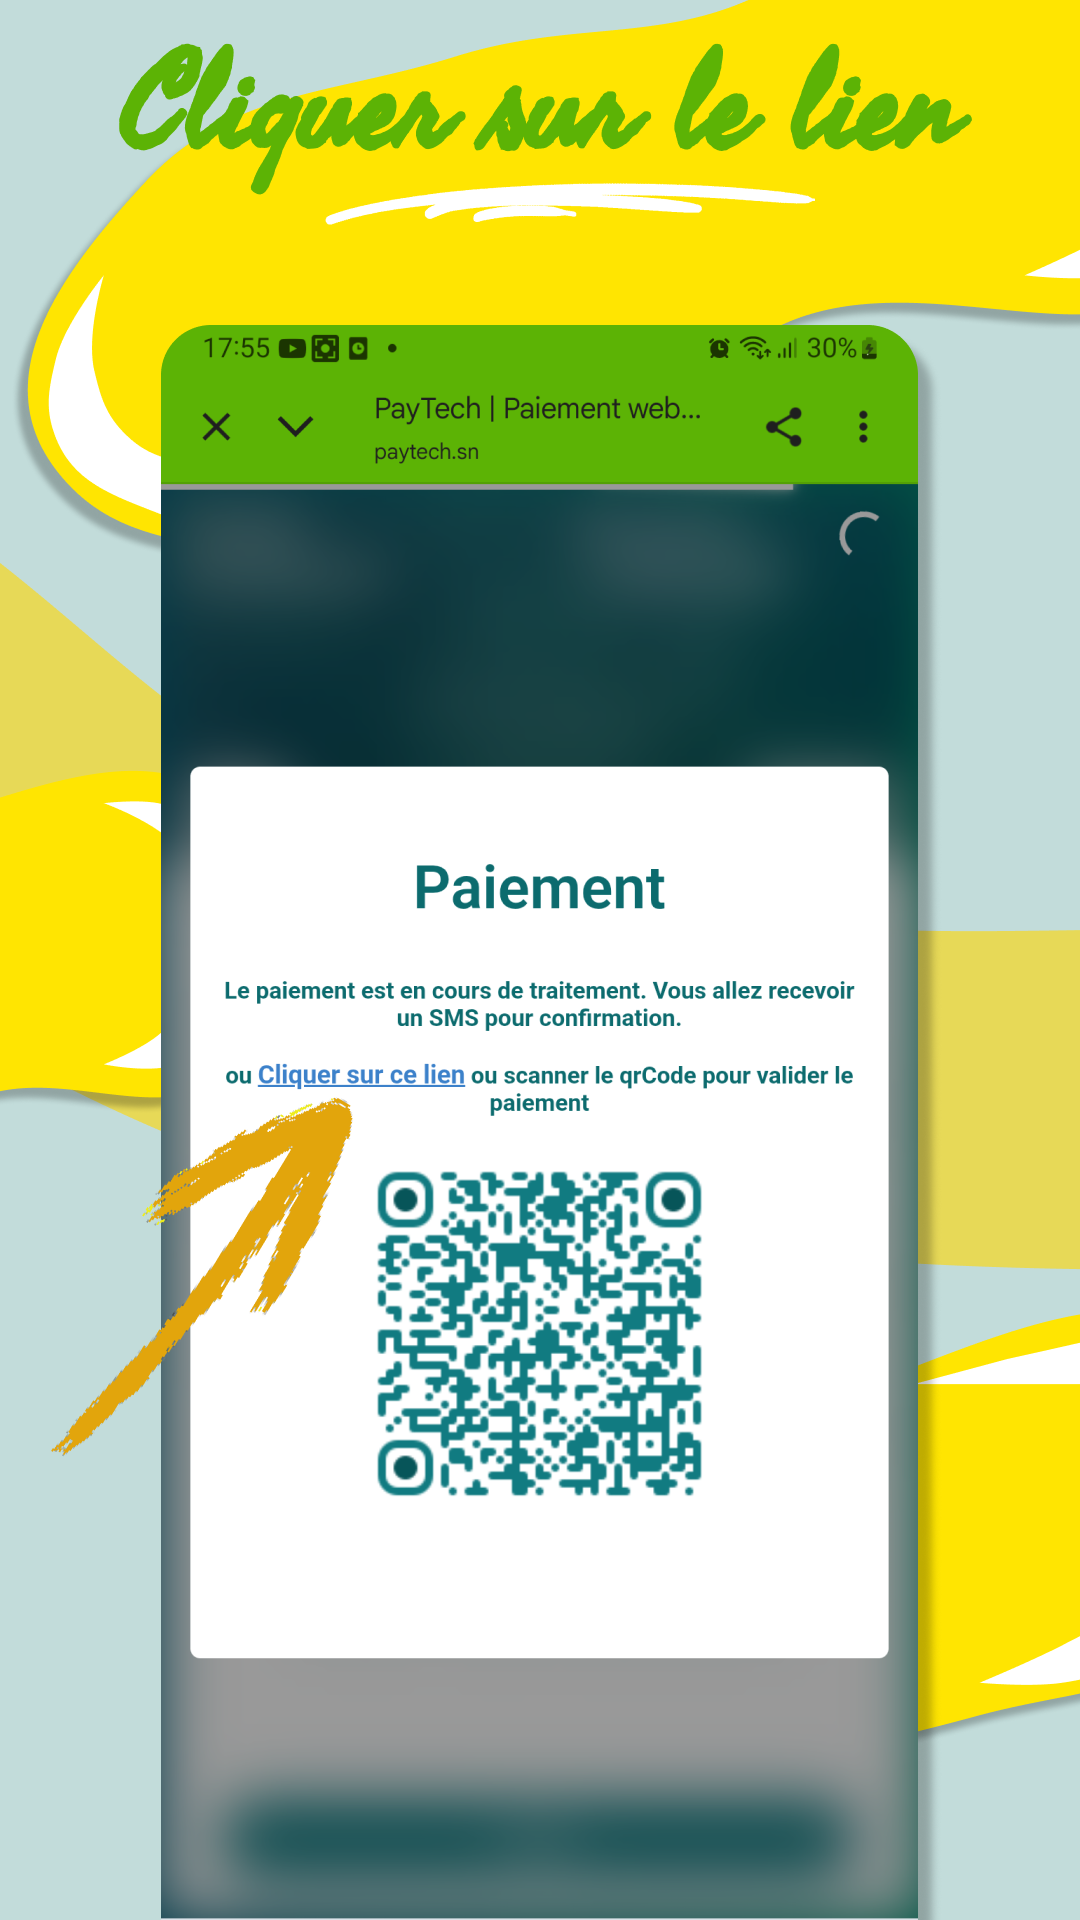 Cliquer sur le lien
17:55
30%
PayTech | Paiement web...
paytech.sn
Paiement
Le paiement est en cours de traitement. Vous allez recevoir
un SMS pour confirmation.
ou Cliquer sur ce lien ou scanner le qrCode pour valider le
paiement